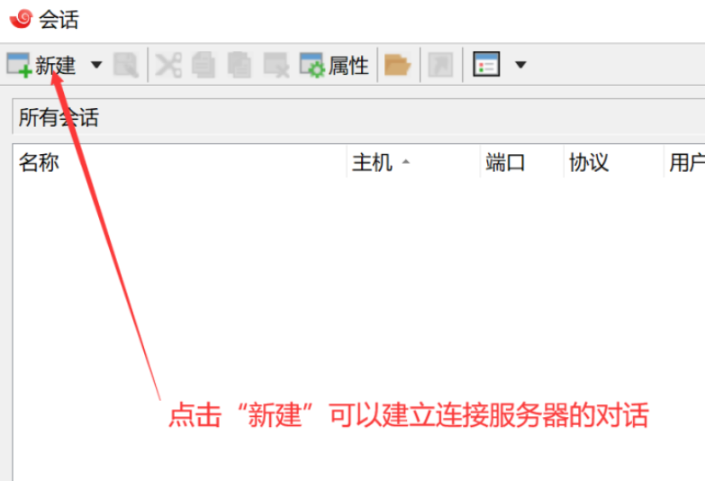 会话
新建 属性
所有会话
名称 主机 端口 协议 用户
点击“新建”可以建立连接服务器的对话